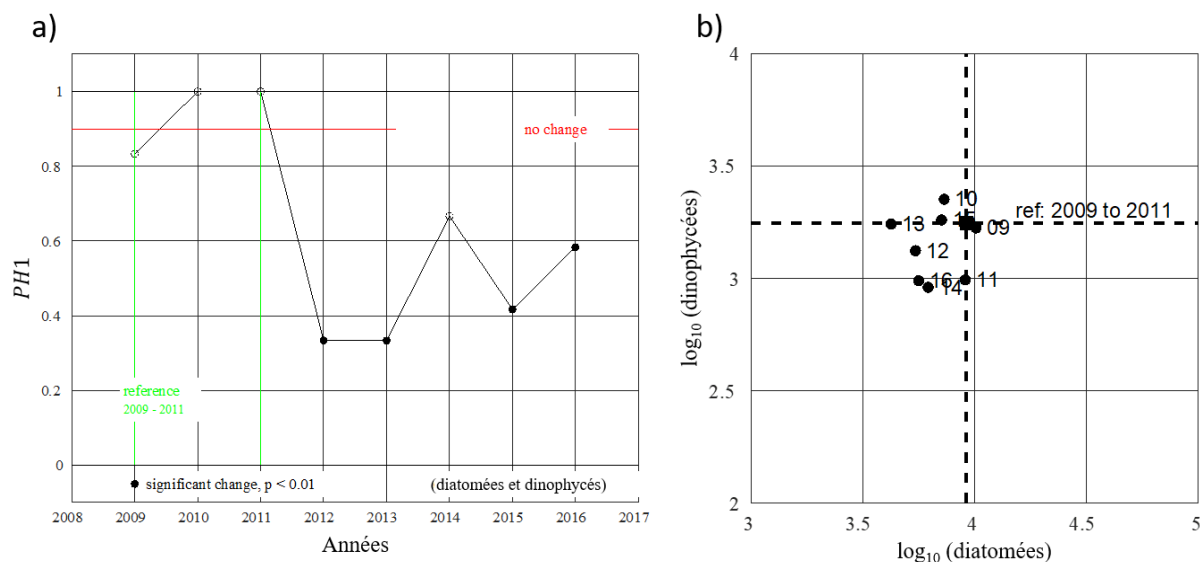 a)
1
0.8
0.6
0.4
0.2
0
PH1
no change
reference
2009 - 2011
significant change, p < 0.01
(diatomées et dinophycés)
2008 2009 2010 2011 2012 2013 2014 2015 2016 2017
Années
b)
4
3.5
3
2.5
2
log10 (dinophycées)
10
15
13
09
ref: 2009 to 2011
12
16
14
11
3 3.5 4 4.5 5
log10 (diatomées)